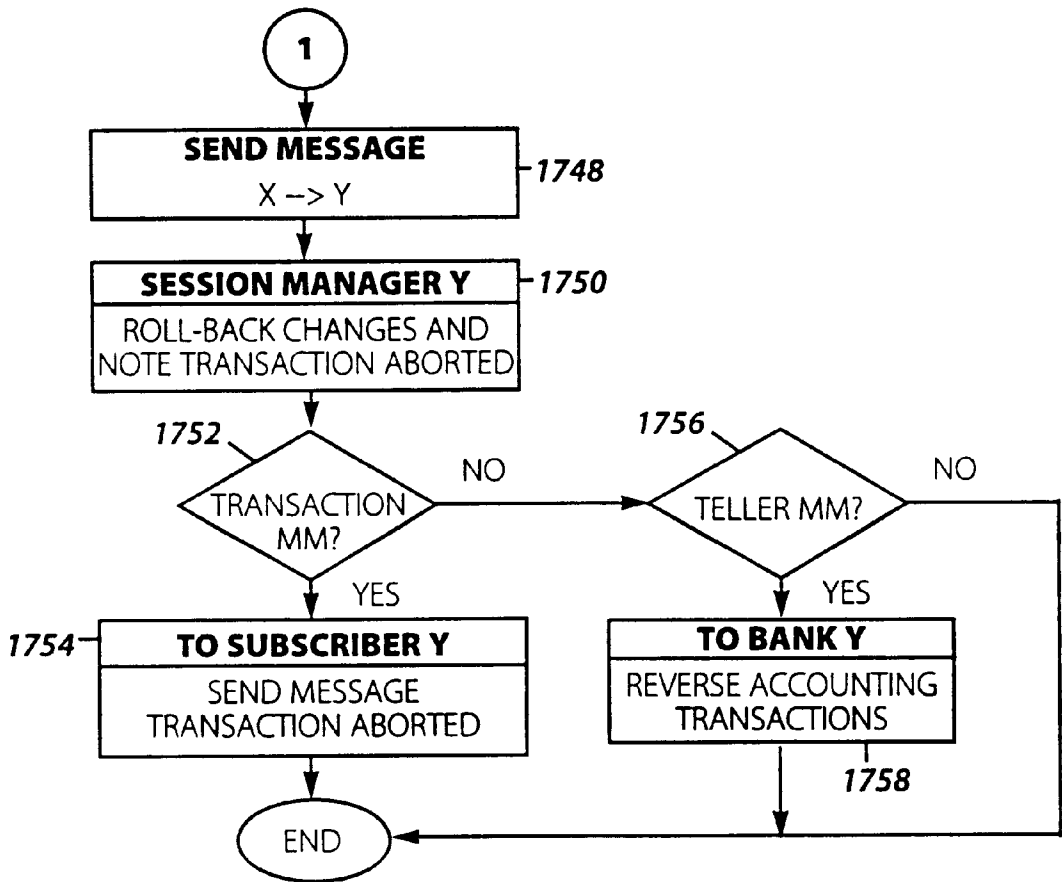 1
SEND MESSAGE
X --> Y
1748
SESSION MANAGER Y
1750
ROLL-BACK CHANGES AND
NOTE TRANSACTION ABORTED
1752
TRANSACTION
MM?
NO
1756
TELLER MM?
NO
YES
YES
1754
TO SUBSCRIBER Y
SEND MESSAGE
TRANSACTION ABORTED
TO BANK Y
REVERSE ACCOUNTING
TRANSACTIONS
1758
END